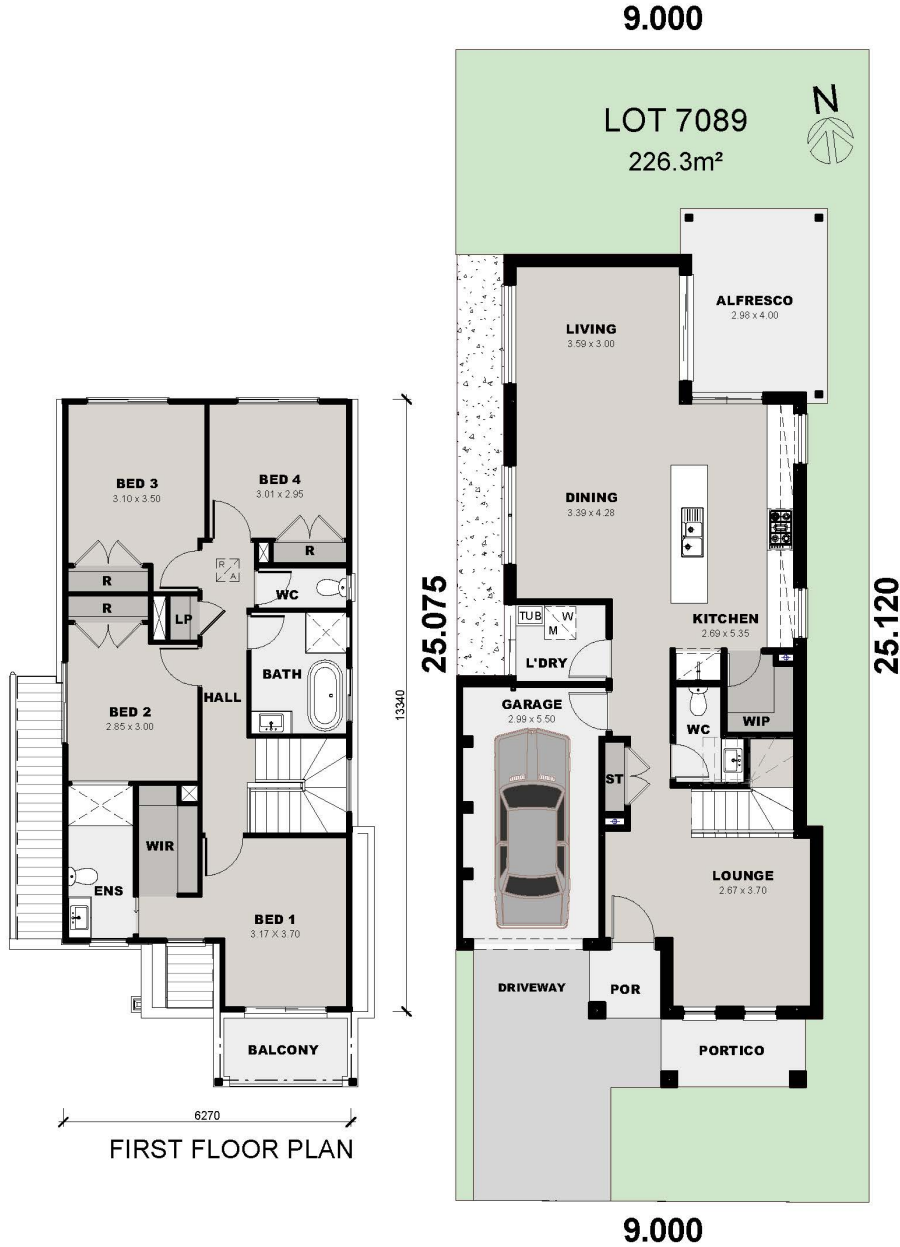 9.000
LOT 7089
226.3m²
N
ALFRESCO
2.98 x 4.00
LIVING
3.59 x 3.00
DINING
3.39 x 4.28
KITCHEN
2.69 x 5.35
TUB
W
M
L'DRY
GARAGE
2.99 x 5.50
WC
WIP
ST
LOUNGE
2.67 x 3.70
DRIVEWAY
POR
PORTICO
25.075
25.120
9.000
BED 3
3.10 x 3.50
BED 4
3.01 x 2.95
R
R
R
R
A
WC
LP
BATH
HALL
BED 2
2.85 x 3.00
WIR
ENS
BED 1
3.17 X 3.70
BALCONY
13340
6270
FIRST FLOOR PLAN